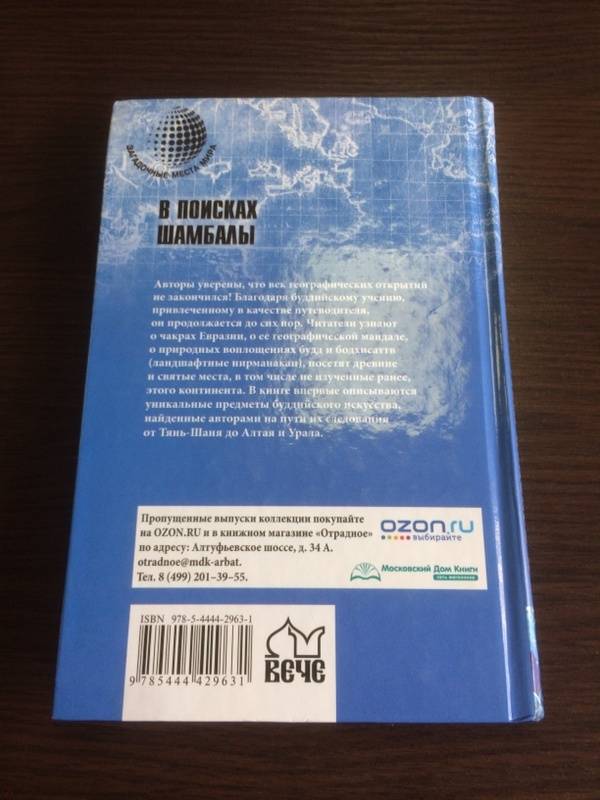 ЗАГАДОЧНЫЕ МЕСТА МИРА
В ПОИСКАХ
ШАМБАЛЫ
Авторы уверены, что век географических открытий
не закончился! Благодаря буддийскому учению,
привлеченному в качестве путеводителя,
он продолжается до сих пор. Читатели узнают
о чакрах Евразии, о её географической мандале,
о природных воплощениях будд и бодхисаттв
(ландшафтные нирманакаи), посетят древние
и святые места, в том числе не изученные ранее,
этого континента. В книге впервые описываются
уникальные предметы буддийского искусства,
найденные авторами на пути их следования
от Тянь-Шаня до Алтая и Урала.
Пропущенные выпуски коллекции покупайте
на OZON.RU и в книжном магазине «Отрадное»
по адресу: Алтуфьевское шоссе, д. 34 А.
otradnoe@mdk-arbat.
Тел. 8 (499) 201–39–55.
OZON.RU
выбирайте
Московский Дом Книги
сеть магазинов
ISBN 978-5-4444-2963-1
9 785444 429631
ВЕЧЕ